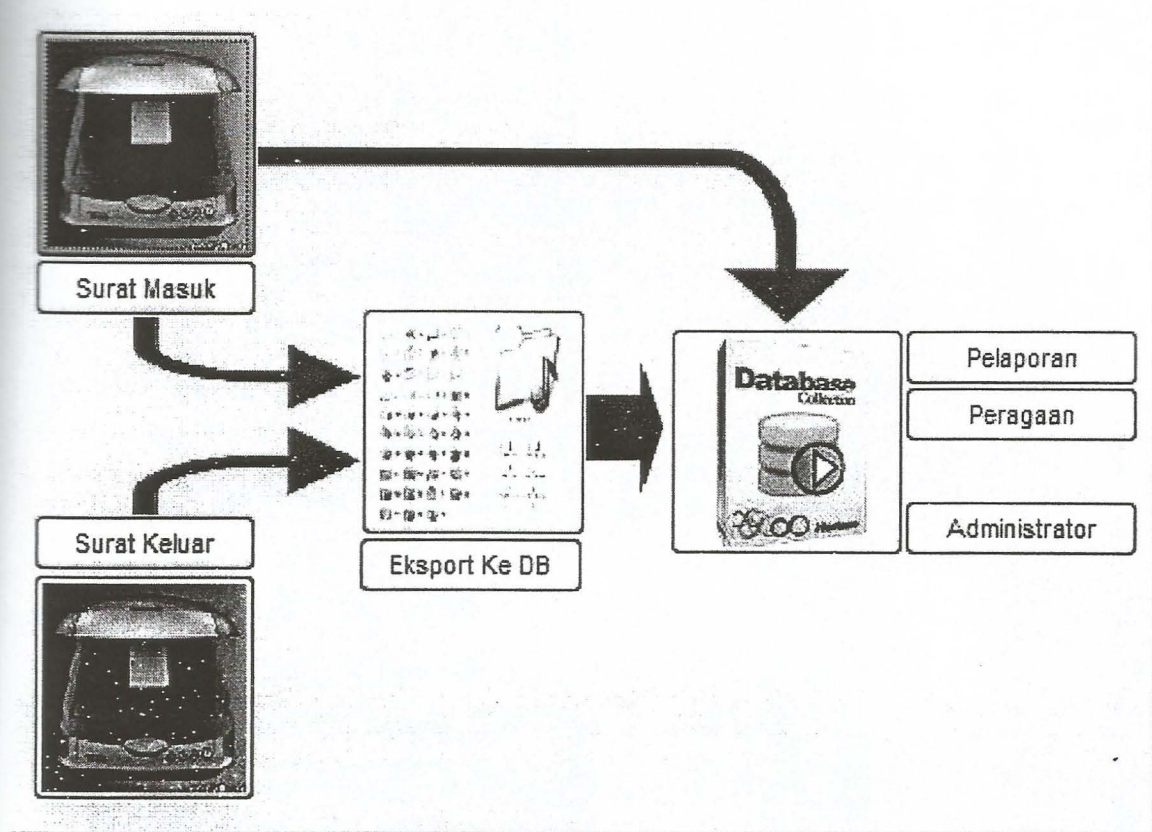 Surat Masuk
Surat Keluar
Eksport Ke DB
Database
Collection
Pelaporan
Peragaan
Administrator